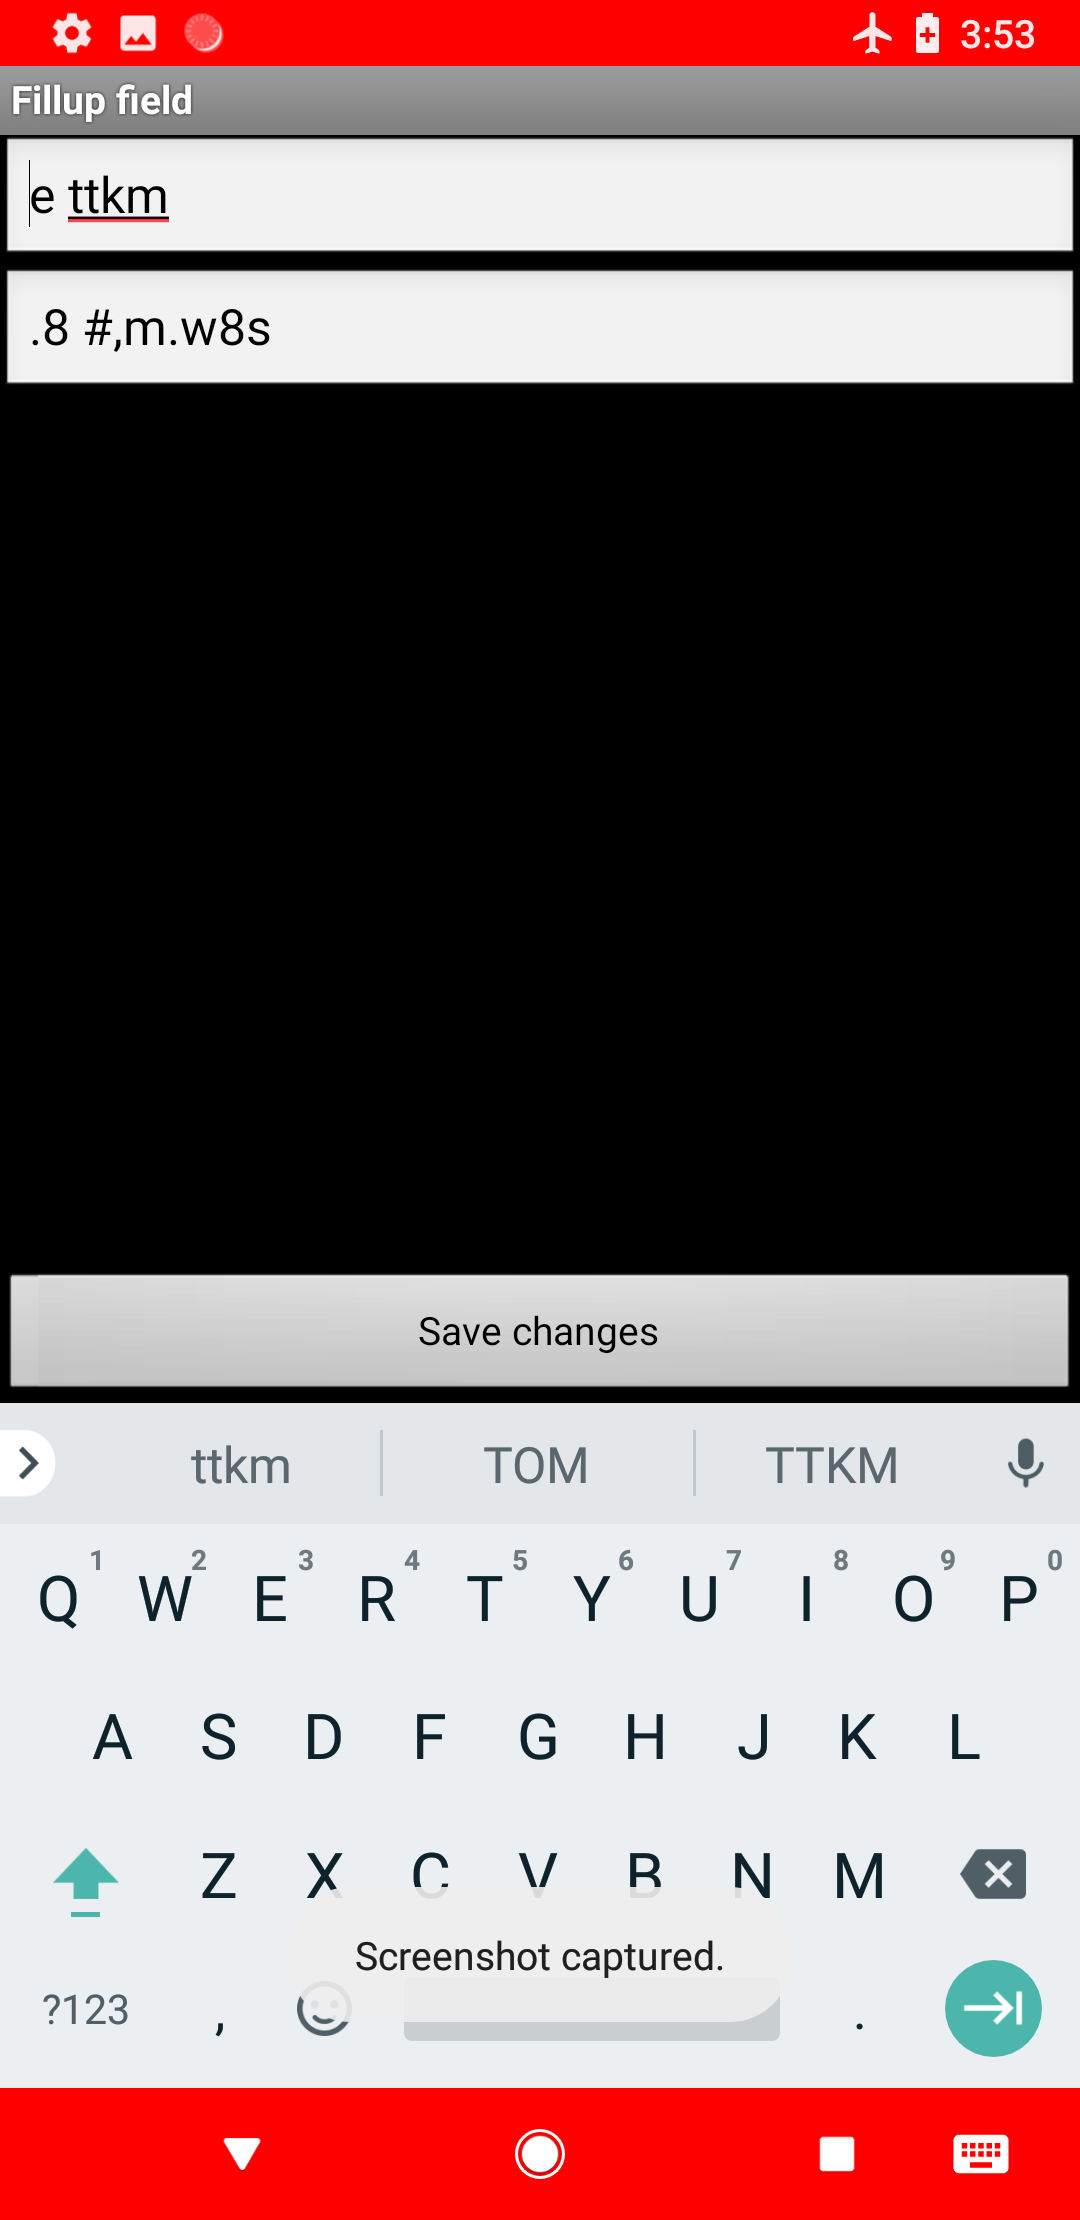 3:53
Fillup field
e ttkm
.8 #,m.w8s
Save changes
ttkm TOM TTKM
1 2 3 4 5 6 7 8 9 0
Q W E R T Y U I O P
A S D F G H J K L
Z X C V B N M
Screenshot captured.
?123 , .